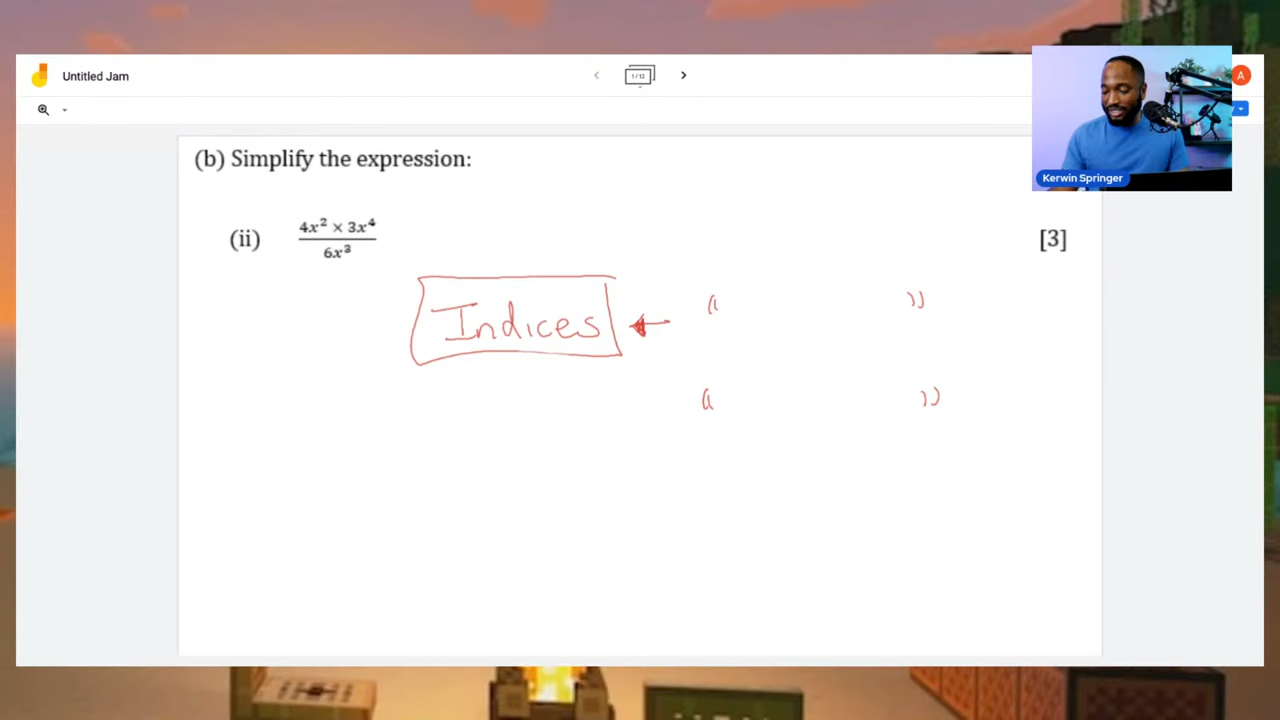 Untitled Jam
1 / 12
A
Kerwin Springer
(b) Simplify the expression:
(ii) 4x² × 3x⁴
6x³
[3]
Indices ← “ ”
“ ”